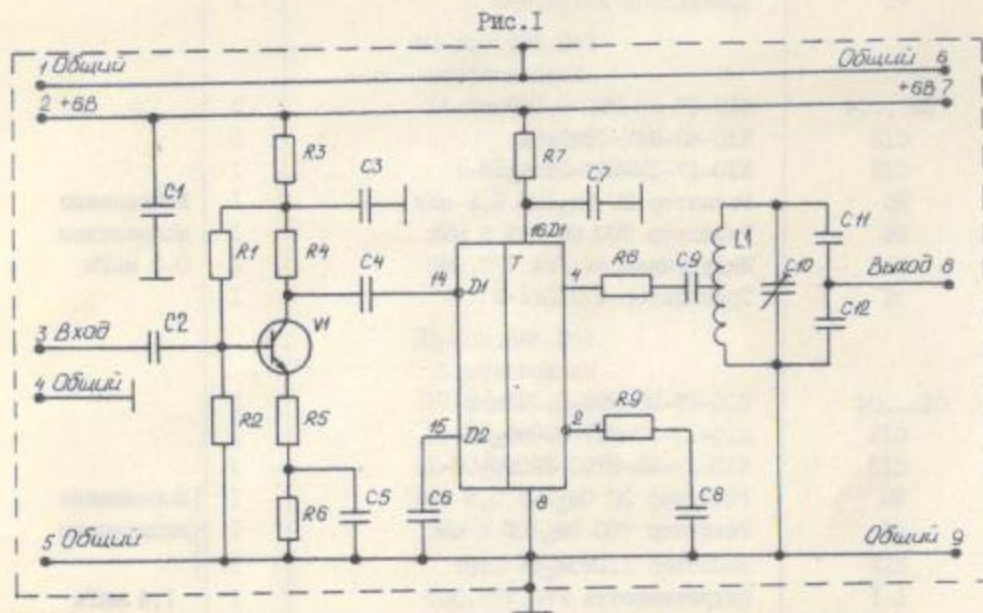 Рис.I
1 Общий
Общий 6
2 +6В
+6В 7
R3
R7
C1
C3
C7
R1
R4
C4
16 D1
T
14
D1
4
R8
C9
L1
C10
C11
Выход 8
C12
3 Вход
C2
V1
4 Общий
R2
R5
15
D2
2
R9
R6
C5
C6
8
C8
5 Общий
Общий 9